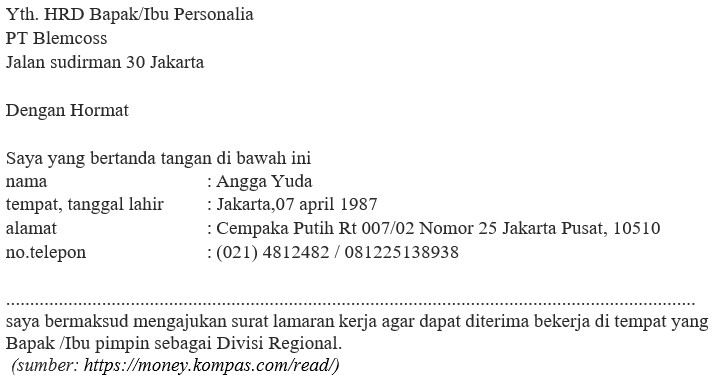 Yth. HRD Bapak/Ibu Personalia
PT Blemcoss
Jalan sudirman 30 Jakarta
Dengan Hormat
Saya yang bertanda tangan di bawah ini
nama : Angga Yuda
tempat, tanggal lahir : Jakarta,07 april 1987
alamat : Cempaka Putih Rt 007/02 Nomor 25 Jakarta Pusat, 10510
no.telepon : (021) 4812482 / 081225138938
................................................................................................................................................
saya bermaksud mengajukan surat lamaran kerja agar dapat diterima bekerja di tempat yang
Bapak /Ibu pimpin sebagai Divisi Regional.
(sumber: https://money.kompas.com/read/)